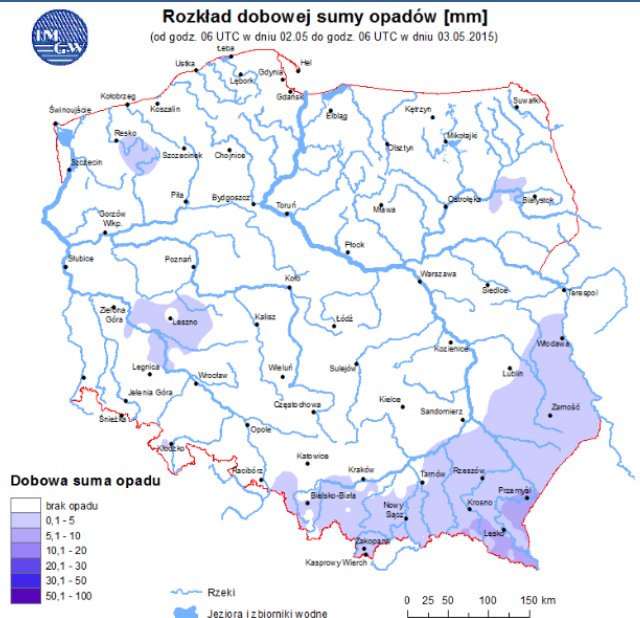 IM
GW
Rozkład dobowej sumy opadów [mm]
(od godz. 06 UTC w dniu 02.05 do godz. 06 UTC w dniu 03.05.2015)
Łeba
Ustka
Hel
Gdynia
Lębork
Gdańsk
Kołobrzeg
Koszalin
Świnoujście
Elbląg
Kętrzyn
Suwałki
Resko
Mikołajki
Olsztyn
Szczecinek
Chojnice
Szczecin
Piła
Bydgoszcz
Toruń
Mława
Ostrołęka
Białystok
Gorzów
Wlkp.
Płock
Słubice
Poznań
Koło
Warszawa
Siedlce
Terespol
Zielona
Góra
Leszno
Kalisz
Łódź
Kozienice
Włodawa
Legnica
Wrocław
Wieluń
Sulejów
Lublin
Jelenia Góra
Śnieżka
Częstochowa
Kielce
Sandomierz
Zamość
Opole
Kłodzko
Katowice
Racibórz
Kraków
Tarnów
Rzeszów
Przemyśl
Bielsko-Biała
Nowy
Sącz
Krosno
Lesko
Zakopane
Kasprowy Wierch
Dobowa suma opadu
brak opadu
0,1 - 5
5,1 - 10
10,1 - 20
20,1 - 30
30,1 - 50
50,1 - 100
Rzeki
Jeziora i zbiorniki wodne
0 25 50 100 150 km